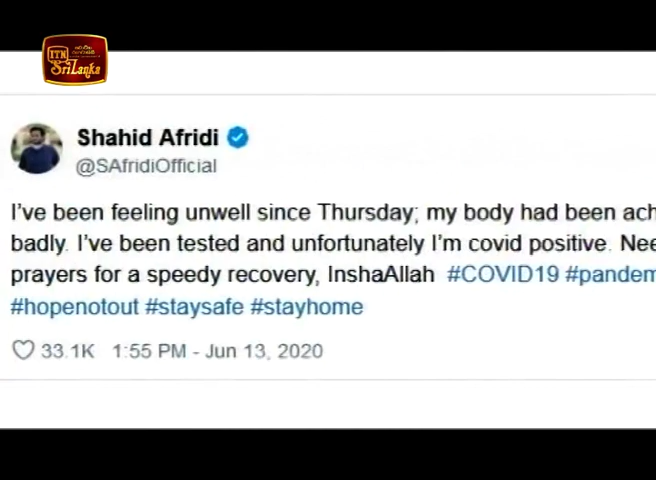 ITN
SriLanka
Shahid Afridi
@SAfridiOfficial
I've been feeling unwell since Thursday; my body had been ach
badly. I've been tested and unfortunately I'm covid positive. Nee
prayers for a speedy recovery, InshaAllah #COVID19 #pandem
#hopenotout #staysafe #stayhome
33.1K 1:55 PM - Jun 13, 2020